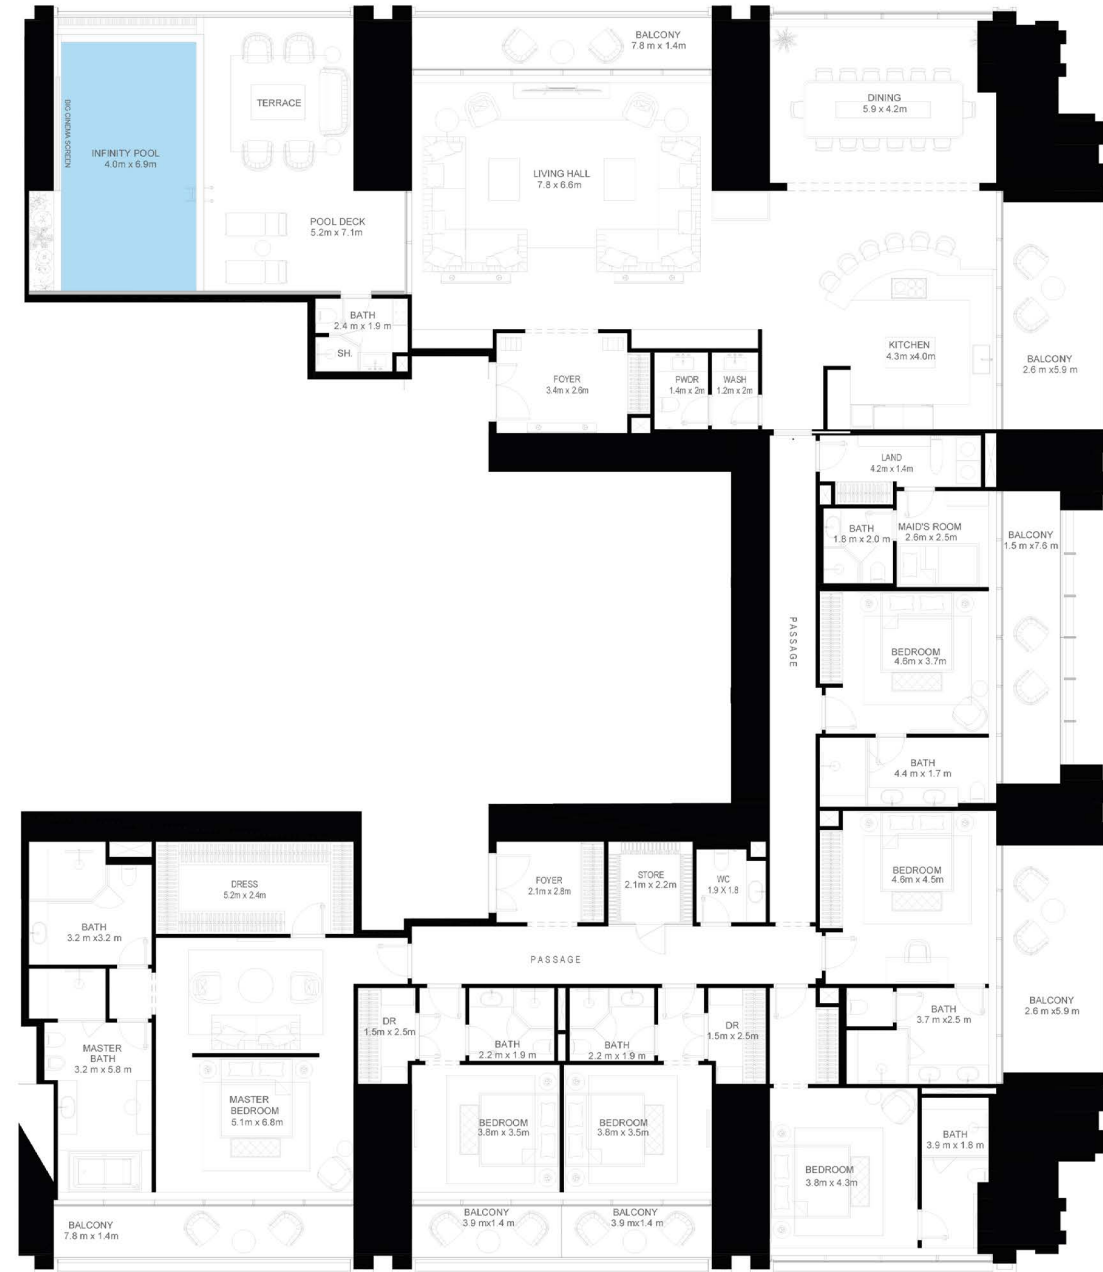 BALCONY
7.8 m x 1.4m
TERRACE
DINING
5.9 x 4.2m
BIG CINEMA SCREEN
INFINITY POOL
4.0m x 6.9m
LIVING HALL
7.8 x 6.6m
POOL DECK
5.2m x 7.1m
BATH
2.4 m x 1.9 m
SH.
KITCHEN
4.3m x4.0m
BALCONY
2.6 m x5.9 m
FOYER
3.4m x 2.6m
PWDR
1.4m x 2m
WASH
1.2m x 2m
LAND
4.2m x 1.4m
BATH
1.8 m x 2.0 m
MAID'S ROOM
2.6m x 2.5m
BALCONY
1.5 m x7.6 m
PASSAGE
BEDROOM
4.6m x 3.7m
BATH
4.4 m x 1.7 m
BEDROOM
4.6m x 4.5m
DRESS
5.2m x 2.4m
FOYER
2.1m x 2.8m
STORE
2.1m x 2.2m
WC
1.9 X 1.8
BATH
3.2 m x3.2 m
PASSAGE
BALCONY
2.6 m x5.9 m
DR
1.5m x 2.5m
BATH
2.2 m x 1.9 m
BATH
2.2 m x 1.9 m
DR
1.5m x 2.5m
BATH
3.7 m x2.5 m
MASTER
BATH
3.2 m x 5.8 m
MASTER
BEDROOM
5.1m x 6.8m
BEDROOM
3.8m x 3.5m
BEDROOM
3.8m x 3.5m
BATH
3.9 m x 1.8 m
BEDROOM
3.8m x 4.3m
BALCONY
7.8 m x 1.4m
BALCONY
3.9 mx1.4 m
BALCONY
3.9 mx1.4 m